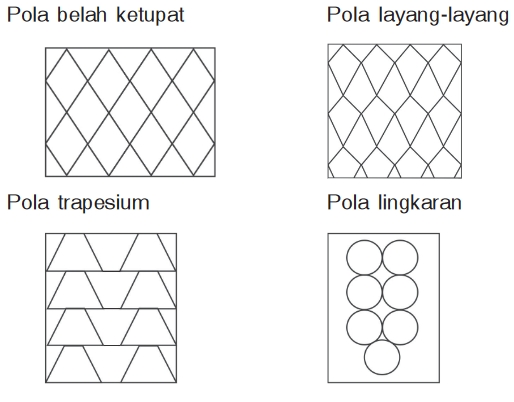 Pola belah ketupat
Pola layang-layang
Pola trapesium
Pola lingkaran